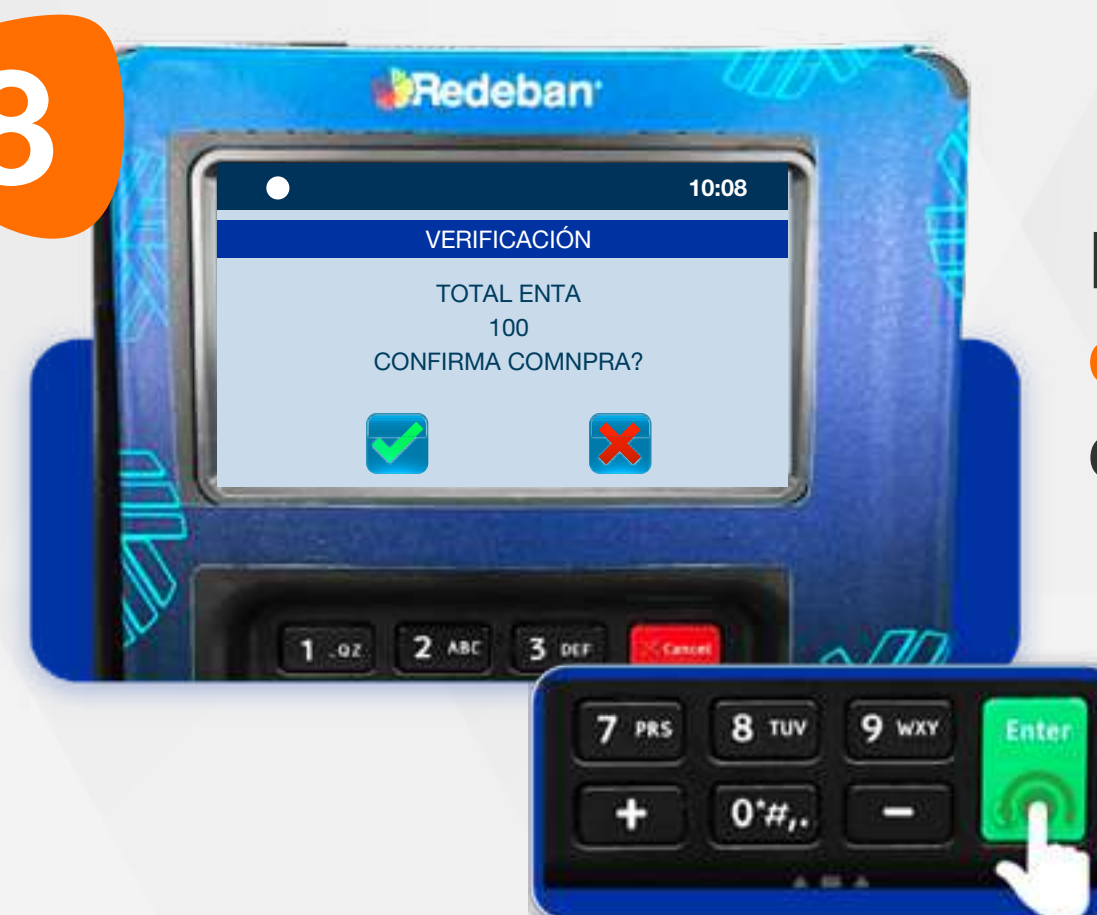 3
Redeban
10:08
VERIFICACIÓN
TOTAL ENTA
100
CONFIRMA COMNPRA?
1 .QZ 2 ABC 3 DEF Cancel
7 PRS 8 TUV 9 WXY Enter
+ 0*#,. -